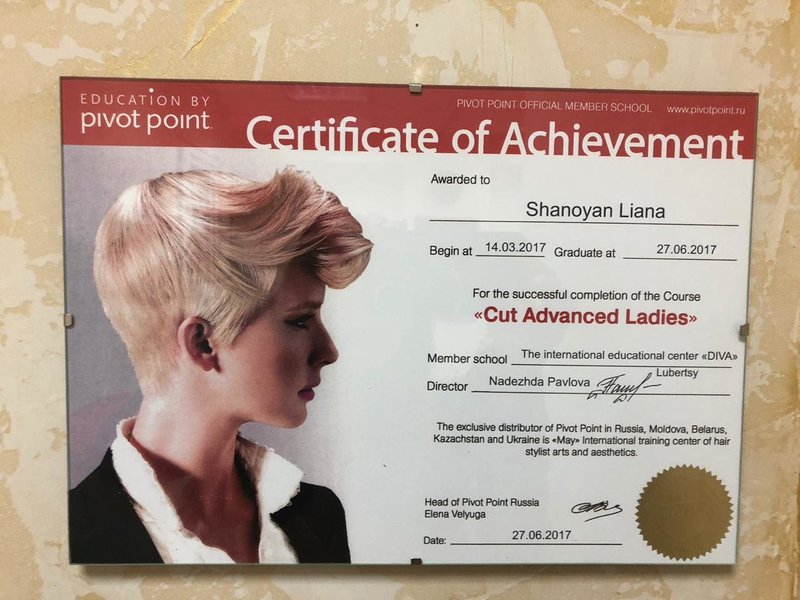 EDUCATION BY
pivot point
PIVOT POINT OFFICIAL MEMBER SCHOOL www.pivotpoint.ru
Certificate of Achievement
Awarded to
Shanoyan Liana
Begin at 14.03.2017 Graduate at 27.06.2017
For the successful completion of the Course
«Cut Advanced Ladies»
Member school The international educational center «DIVA»
Lubertsy
Director Nadezhda Pavlova
The exclusive distributor of Pivot Point in Russia, Moldova, Belarus,
Kazachstan and Ukraine is «May» International training center of hair
stylist arts and aesthetics.
Head of Pivot Point Russia
Elena Velyuga
Date: 27.06.2017